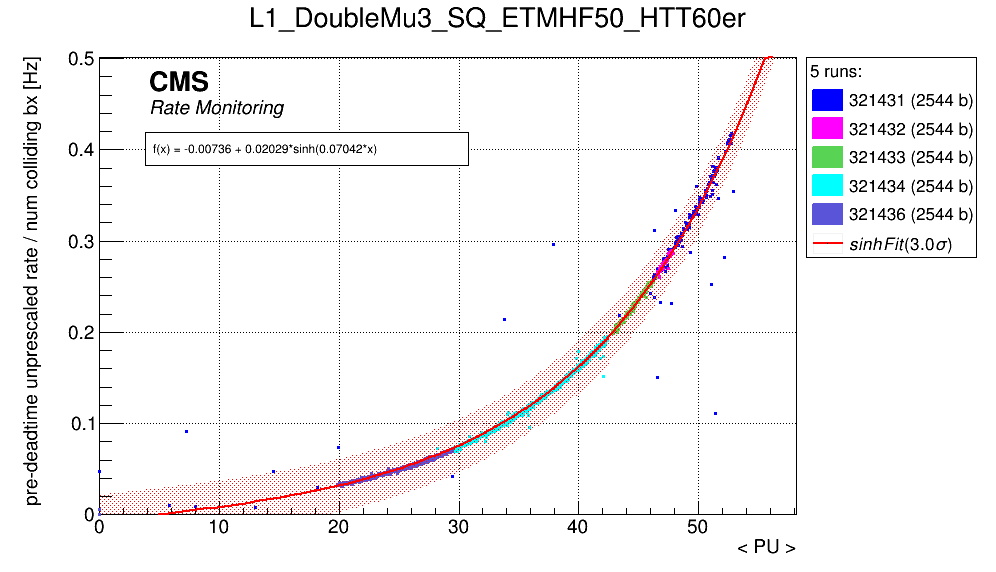 L1_DoubleMu3_SQ_ETMHF50_HTT60er
pre-deadtime unprescaled rate / num colliding bx [Hz]
0.5
0.4
0.3
0.2
0.1
0
CMS
Rate Monitoring
f(x) = -0.00736 + 0.02029*sinh(0.07042*x)
0 10 20 30 40 50
< PU >
5 runs:
321431 (2544 b)
321432 (2544 b)
321433 (2544 b)
321434 (2544 b)
321436 (2544 b)
sinhFit(3.0σ)